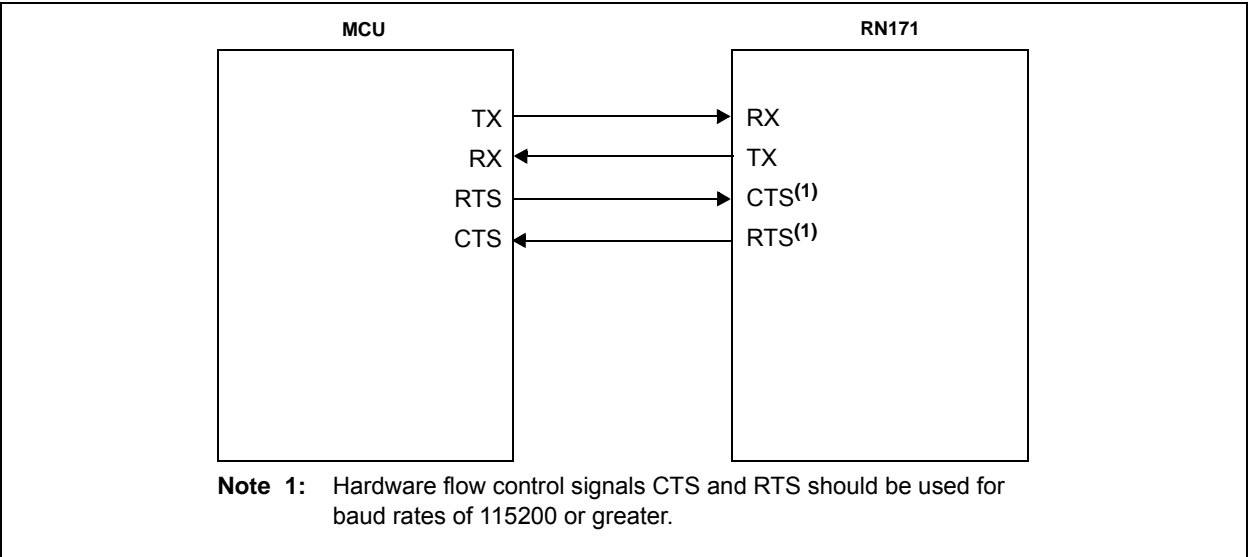 MCU
RN171
TX
RX
RX
TX
RTS
CTS(1)
CTS
RTS(1)
Note 1: Hardware flow control signals CTS and RTS should be used for
baud rates of 115200 or greater.